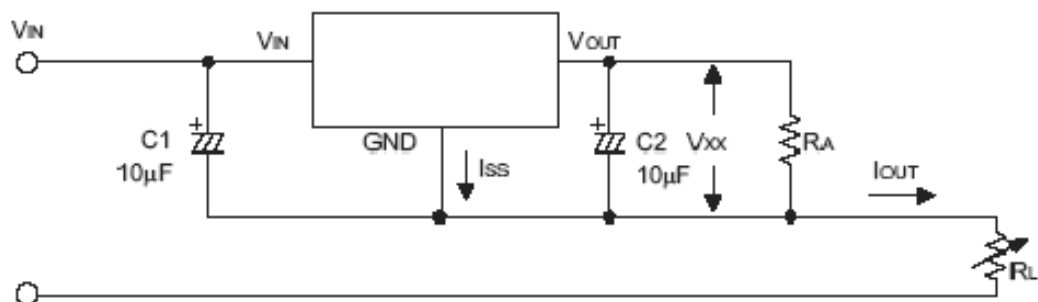 VIN
VIN
VOUT
C1
10μF
GND
ISS
C2
10μF
VXX
RA
IOUT
RL